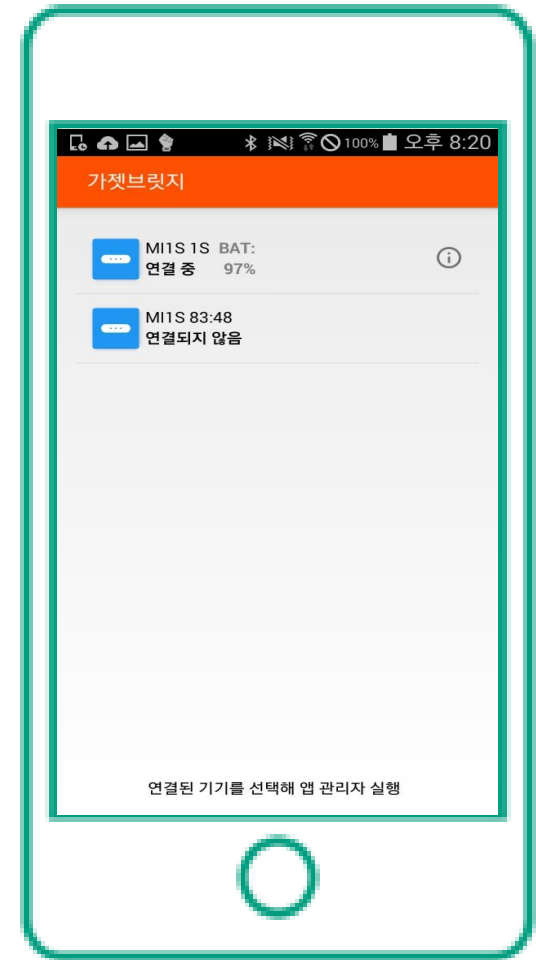 100% 오후 8:20
가젯브릿지
MI1S 1S BAT:
연결 중 97%
MI1S 83:48
연결되지 않음
연결된 기기를 선택해 앱 관리자 실행